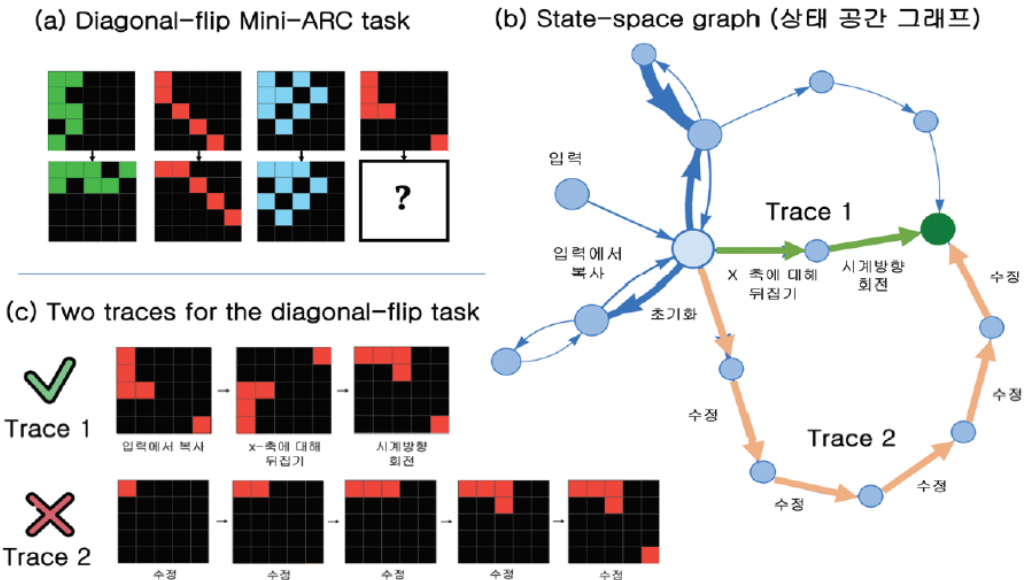 (a) Diagonal-flip Mini-ARC task
?
(b) State-space graph (상태 공간 그래프)
입력
입력에서
복사
초기화
Trace 1
X 축에 대해
뒤집기
시계방향
회전
수정
수정
수정
수정
수정
Trace 2
(c) Two traces for the diagonal-flip task
Trace 1
입력에서 복사
x-축에 대해
뒤집기
시계방향
회전
Trace 2
수정
수정
수정
수정
수정